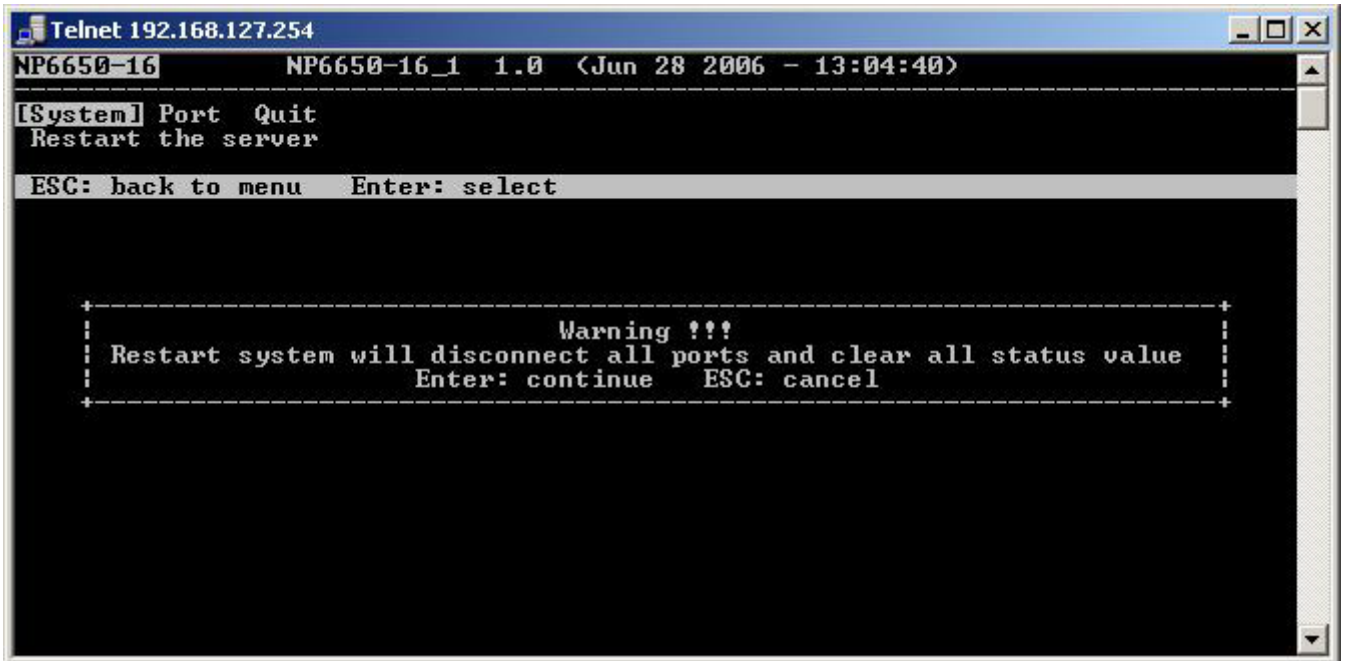 Telnet 192.168.127.254
NP6650-16 NP6650-16_1 1.0 (Jun 28 2006 - 13:04:40)
[System] Port Quit
Restart the server
ESC: back to menu Enter: select
Warning !!!
Restart system will disconnect all ports and clear all status value
Enter: continue ESC: cancel